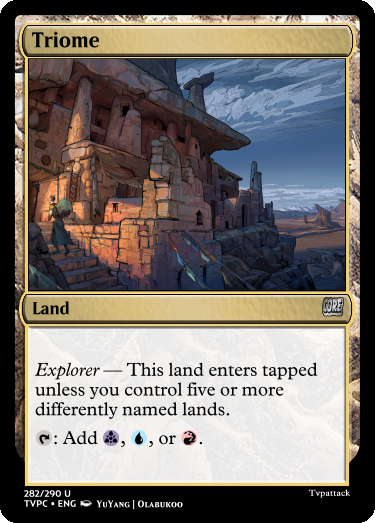 Triome
Land
CORE
Explorer — This land enters tapped
unless you control five or more
differently named lands.
: Add , , or .
282/290 U
TVPC • ENG YuYang | Olabukoo
Tvpattack